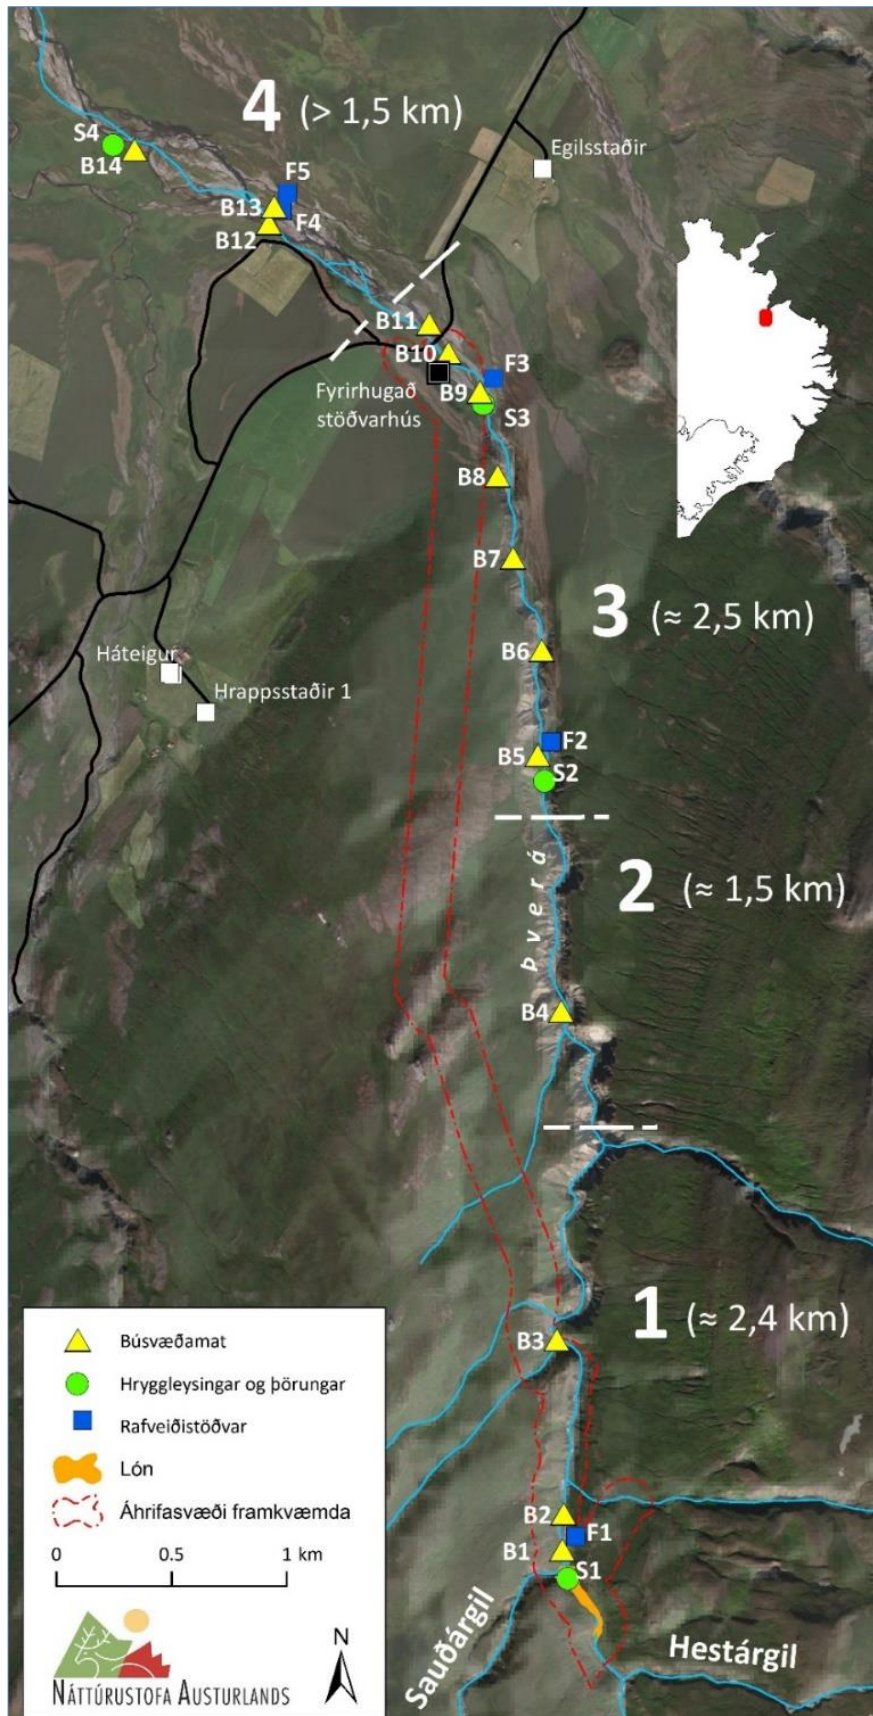 4 (> 1,5 km)
Egilsstaðir
S4
B14
F5
B13
F4
B12
B11
B10
F3
B9
S3
Fyrirhugað
stöðvarhús
B8
B7
3 (≈ 2,5 km)
B6
Háteigur
Hrappsstaðir 1
F2
B5
S2
2 (≈ 1,5 km)
Þverá
B4
1 (≈ 2,4 km)
B3
B2
F1
B1
S1
Sauðárgil
Hestárgil
Búsvæðamat
Hryggleysingar og þörungar
Rafveiðistöðvar
Lón
Áhrifasvæði framkvæmda
0 0.5 1 km
N
NÁTTÚRUSTOFA AUSTURLANDS